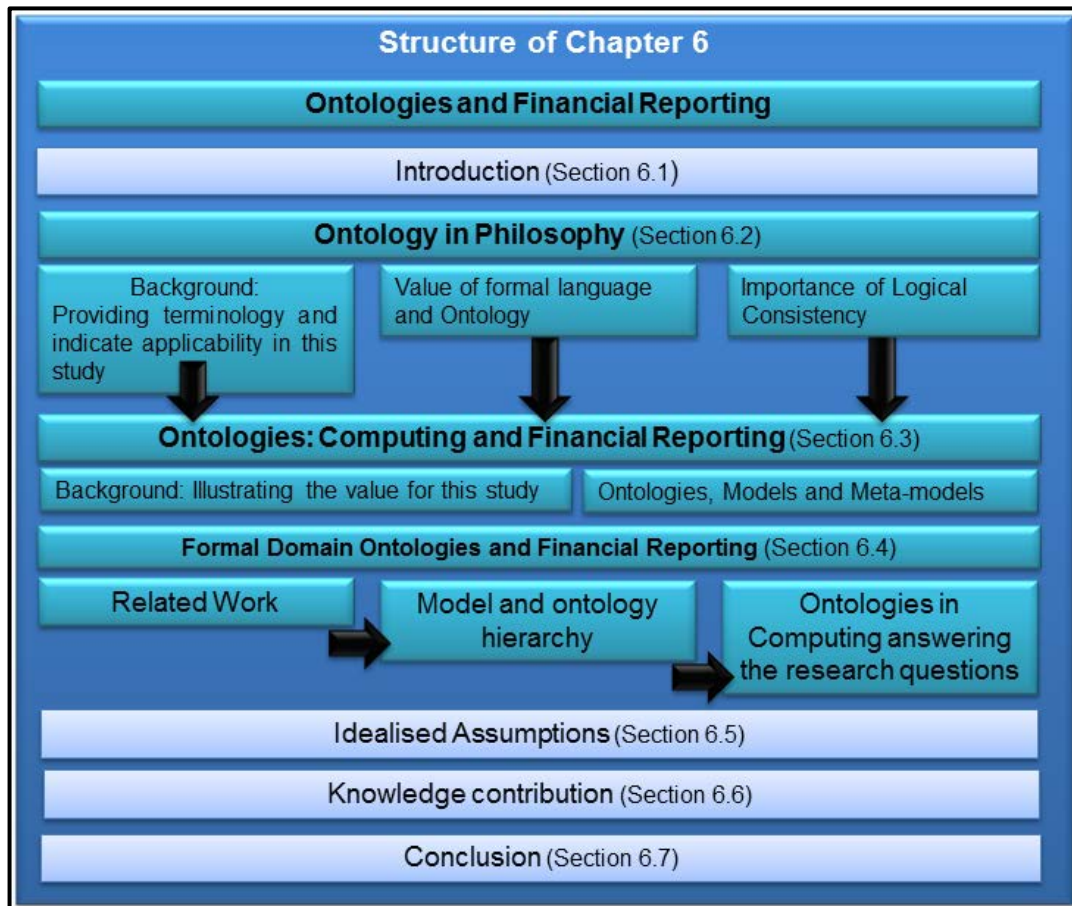 Structure of Chapter 6
Ontologies and Financial Reporting
Introduction (Section 6.1)
Ontology in Philosophy (Section 6.2)
Background:
Providing terminology and
indicate applicability in this
study
Value of formal language
and Ontology
Importance of Logical
Consistency
Ontologies: Computing and Financial Reporting (Section 6.3)
Background: Illustrating the value for this study
Ontologies, Models and Meta-models
Formal Domain Ontologies and Financial Reporting (Section 6.4)
Related Work
Model and ontology
hierarchy
Ontologies in
Computing answering
the research questions
Idealised Assumptions (Section 6.5)
Knowledge contribution (Section 6.6)
Conclusion (Section 6.7)